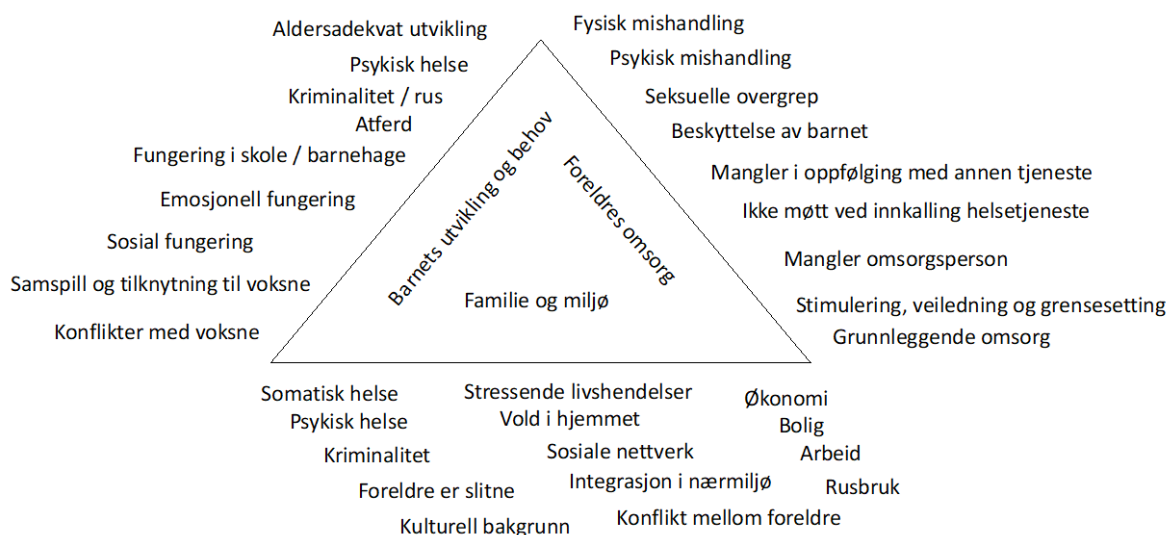 Aldersadekvat utvikling
Psykisk helse
Kriminalitet / rus
Atferd
Fungering i skole / barnehage
Emosjonell fungering
Sosial fungering
Samspill og tilknytning til voksne
Konflikter med voksne
Fysisk mishandling
Psykisk mishandling
Seksuelle overgrep
Beskyttelse av barnet
Mangler i oppfølging med annen tjeneste
Ikke møtt ved innkalling helsetjeneste
Mangler omsorgsperson
Stimulering, veiledning og grensesetting
Grunnleggende omsorg
Barnets utvikling og behov
Foreldres omsorg
Familie og miljø
Somatisk helse
Psykisk helse
Kriminalitet
Foreldre er slitne
Kulturell bakgrunn
Stressende livshendelser
Vold i hjemmet
Sosiale nettverk
Integrasjon i nærmiljø
Konflikt mellom foreldre
Økonomi
Bolig
Arbeid
Rusbruk